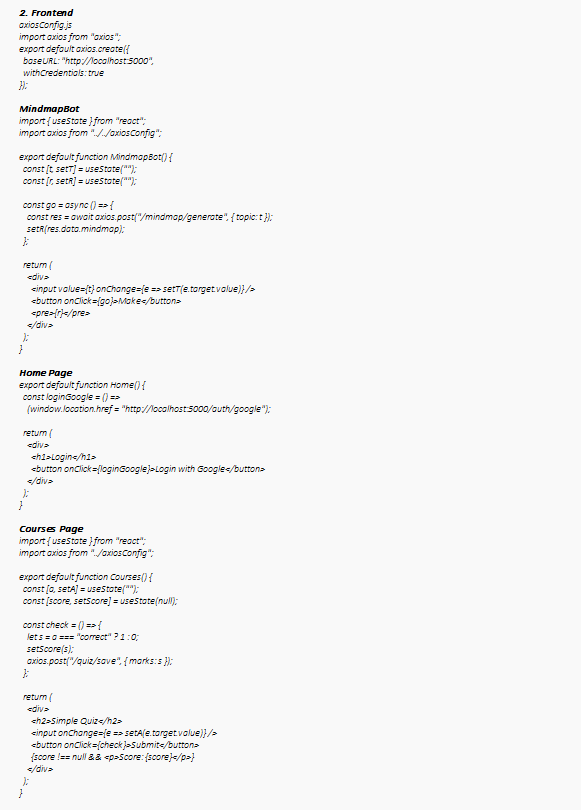 2. Frontend
axiosConfig.js
import axios from "axios";
export default axios.create({
baseURL: "http://localhost:5000",
withCredentials: true
});
MindmapBot
import { useState } from "react";
import axios from "../../axiosConfig";
export default function MindmapBot() {
const [t, setT] = useState("");
const [r, setR] = useState("");
const go = async () => {
const res = await axios.post("/mindmap/generate", { topic: t });
setR(res.data.mindmap);
};
return (
<div>
<input value={t} onChange={e => setT(e.target.value)} />
<button onClick={go}>Make</button>
<pre>{r}</pre>
</div>
);
}
Home Page
export default function Home() {
const loginGoogle = () =>
(window.location.href = "http://localhost:5000/auth/google");
return (
<div>
<h1>Login</h1>
<button onClick={loginGoogle}>Login with Google</button>
</div>
);
}
Courses Page
import { useState } from "react";
import axios from "../axiosConfig";
export default function Courses() {
const [a, setA] = useState("");
const [score, setScore] = useState(null);
const check = () => {
let s = a === "correct" ? 1 : 0;
setScore(s);
axios.post("/quiz/save", { marks: s });
};
return (
<div>
<h2>Simple Quiz</h2>
<input onChange={e => setA(e.target.value)} />
<button onClick={check}>Submit</button>
{score !== null && <p>Score: {score}</p>}
</div>
);
}